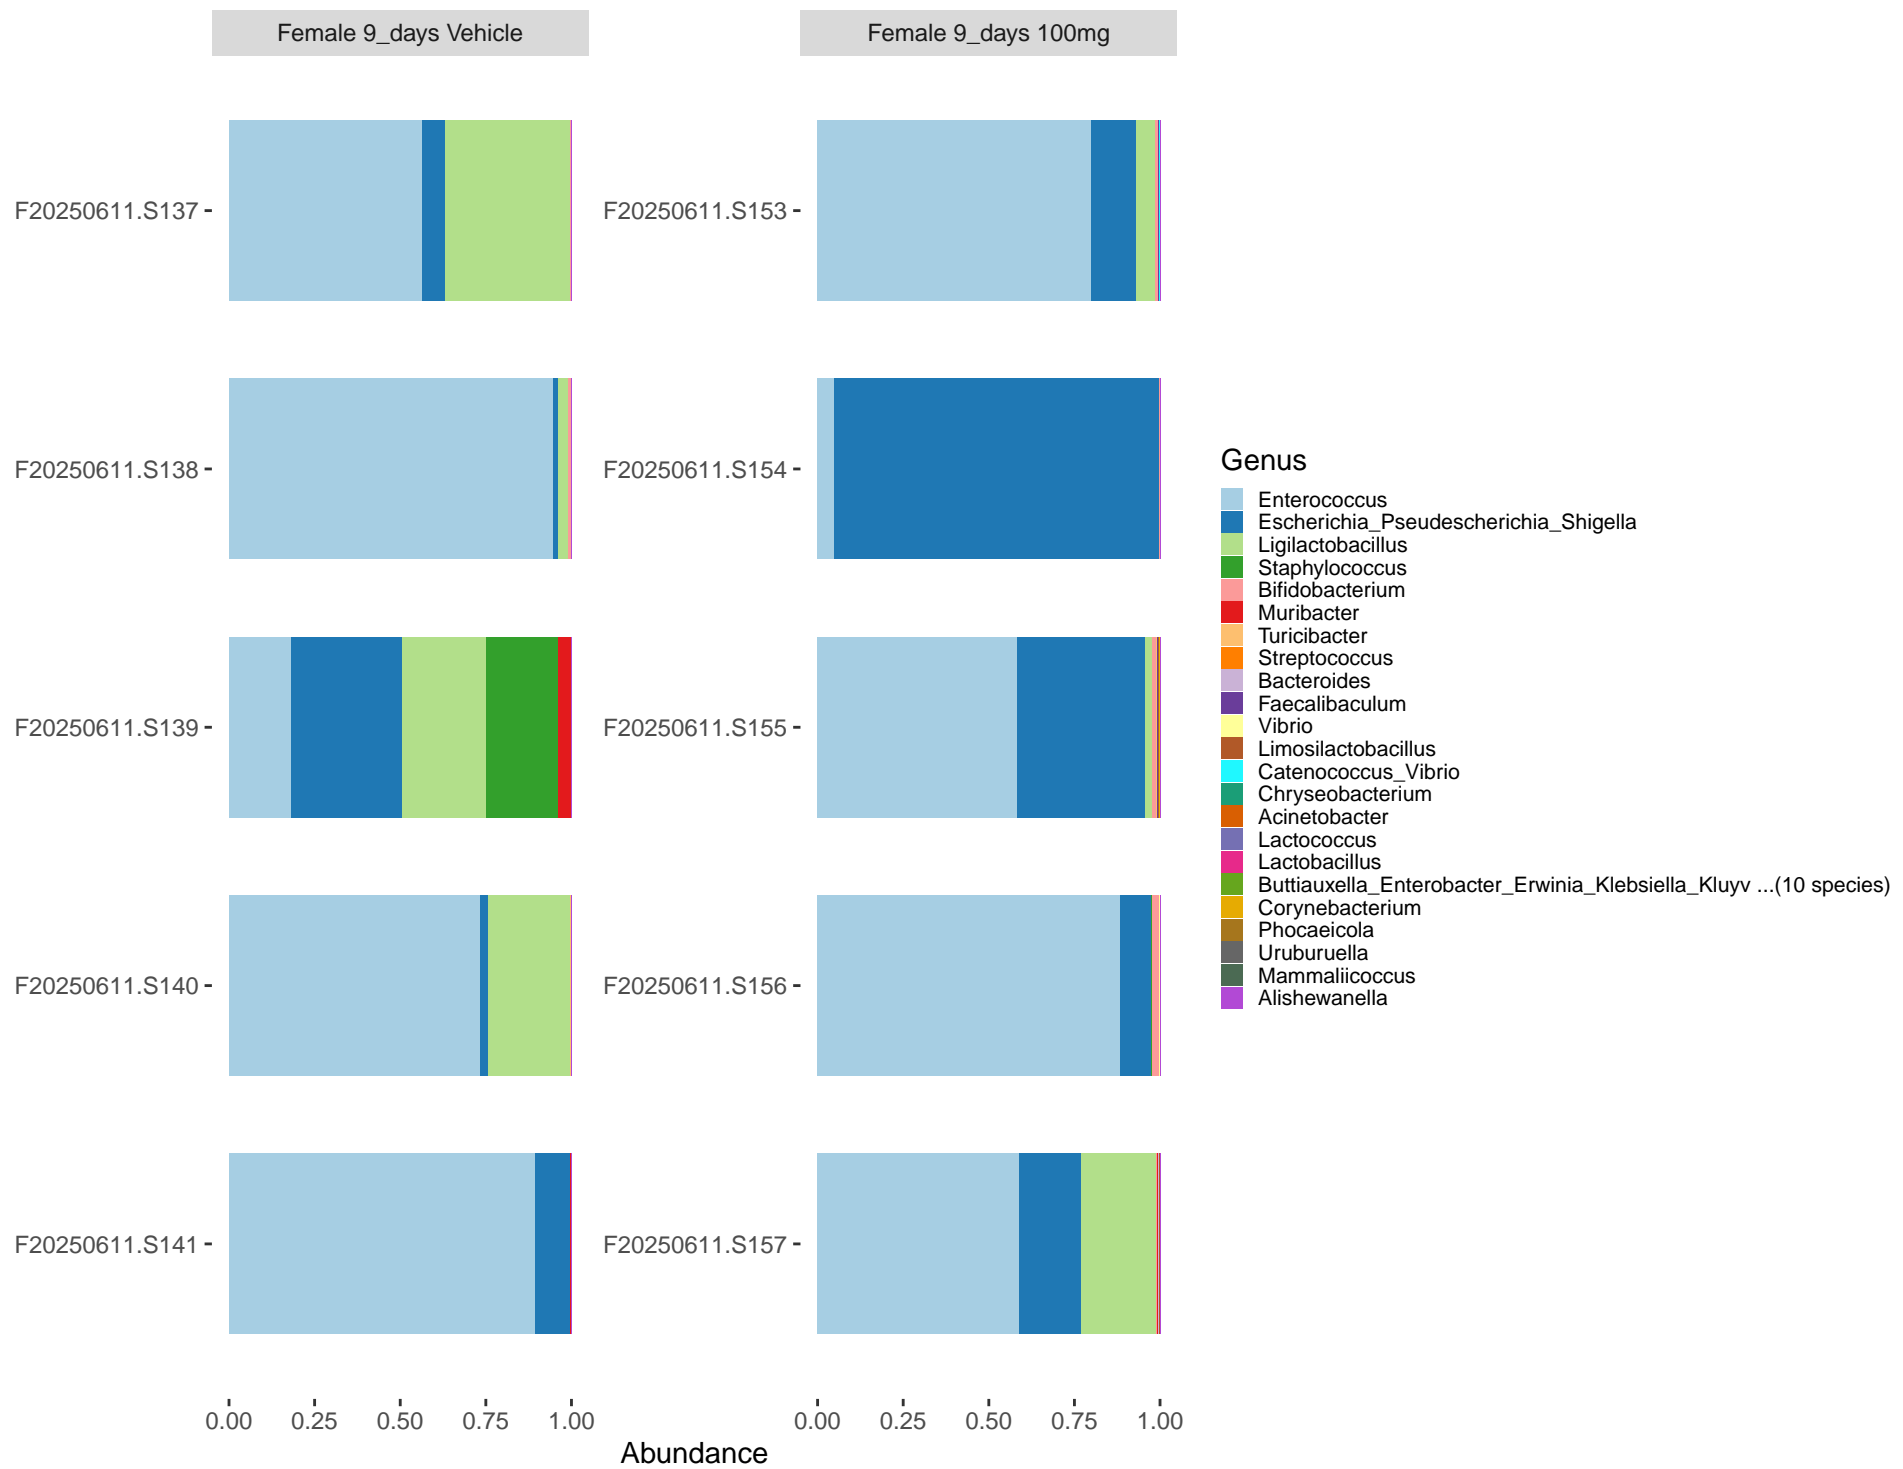 Female 9_days Vehicle
Female 9_days 100mg
F20250611.S137
F20250611.S153
F20250611.S138
F20250611.S154
F20250611.S139
F20250611.S155
F20250611.S140
F20250611.S156
F20250611.S141
F20250611.S157
0.00 0.25 0.50 0.75 1.00
0.00 0.25 0.50 0.75 1.00
Abundance
Genus
Enterococcus
Escherichia_Pseudescherichia_Shigella
Ligilactobacillus
Staphylococcus
Bifidobacterium
Muribacter
Turicibacter
Streptococcus
Bacteroides
Faecalibaculum
Vibrio
Limosilactobacillus
Catenococcus_Vibrio
Chryseobacterium
Acinetobacter
Lactococcus
Lactobacillus
Buttiauxella_Enterobacter_Erwinia_Klebsiella_Kluyv ...(10 species)
Corynebacterium
Phocaeicola
Uruburuella
Mammaliicoccus
Alishewanella